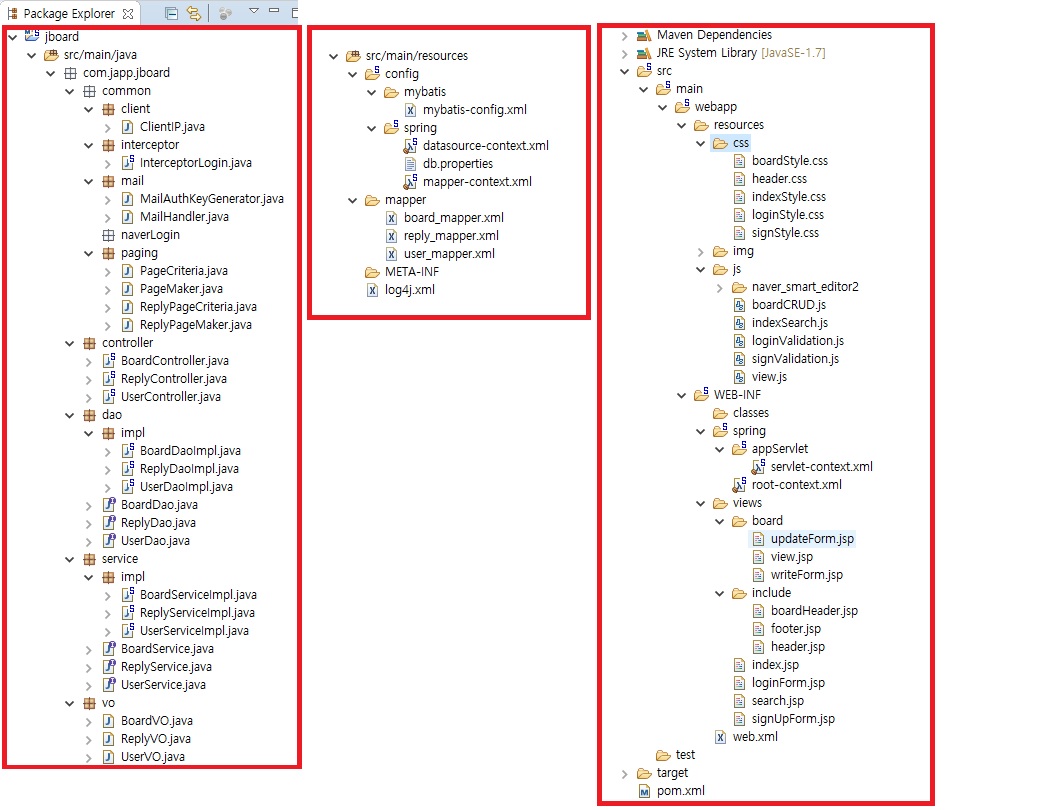 Package Explorer
jboard
src/main/java
com.japp.jboard
common
client
ClientIP.java
interceptor
InterceptorLogin.java
mail
MailAuthKeyGenerator.java
MailHandler.java
naverLogin
paging
PageCriteria.java
PageMaker.java
ReplyPageCriteria.java
ReplyPageMaker.java
controller
BoardController.java
ReplyController.java
UserController.java
dao
impl
BoardDaoImpl.java
ReplyDaoImpl.java
UserDaoImpl.java
BoardDao.java
ReplyDao.java
UserDao.java
service
impl
BoardServiceImpl.java
ReplyServiceImpl.java
UserServiceImpl.java
BoardService.java
ReplyService.java
UserService.java
vo
BoardVO.java
ReplyVO.java
UserVO.java
src/main/resources
config
mybatis
mybatis-config.xml
spring
datasource-context.xml
db.properties
mapper-context.xml
mapper
board_mapper.xml
reply_mapper.xml
user_mapper.xml
META-INF
log4j.xml
Maven Dependencies
JRE System Library [JavaSE-1.7]
src
main
webapp
resources
css
boardStyle.css
header.css
indexStyle.css
loginStyle.css
signStyle.css
img
js
naver_smart_editor2
boardCRUD.js
indexSearch.js
loginValidation.js
signValidation.js
view.js
WEB-INF
classes
spring
appServlet
servlet-context.xml
root-context.xml
views
board
updateForm.jsp
view.jsp
writeForm.jsp
include
boardHeader.jsp
footer.jsp
header.jsp
index.jsp
loginForm.jsp
search.jsp
signUpForm.jsp
web.xml
test
target
pom.xml